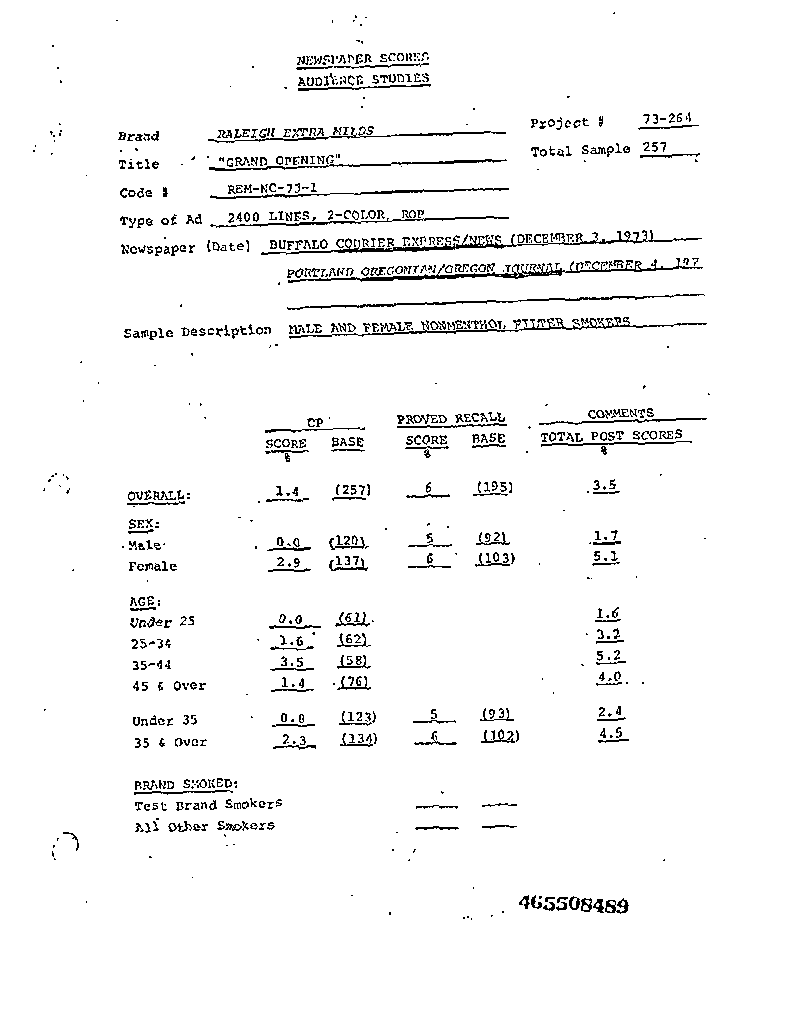 NEWSPAPER SCORES
AUDIENCE STUDIES
Project # 73-264
Brand RALEIGH EXTRA MILDS
Total Sample 257
Title "GRAND OPENING"
Code # REM-NC-73-1
Type of Ad 2400 LINES, 2-COLOR, ROP
Newspaper (Date) BUFFALO COURIER EXPRESS/NEWS (DECEMBER 3, 1973)
PORTLAND OREGONIAN/OREGON JOURNAL (DECEMBER 4, 197
Sample Description MALE AND FEMALE NONMENTHOL FILTER SMOKERS
CP PROVED RECALL COMMENTS
SCORE BASE SCORE BASE TOTAL POST SCORES
% % %
OVERALL: 1.4 (257) 6 (195) 3.5
SEX:
Male 0.0 (120) 5 (92) 1.7
Female 2.9 (137) 6 (103) 5.1
AGE:
Under 25 0.0 (61) 1.6
25-34 1.6 (62) 3.2
35-44 3.5 (58) 5.2
45 & Over 1.4 (76) 4.0
Under 35 0.8 (123) 5 (93) 2.4
35 & Over 2.3 (134) 6 (102) 4.5
BRAND SMOKED:
Test Brand Smokers
All Other Smokers
465508489